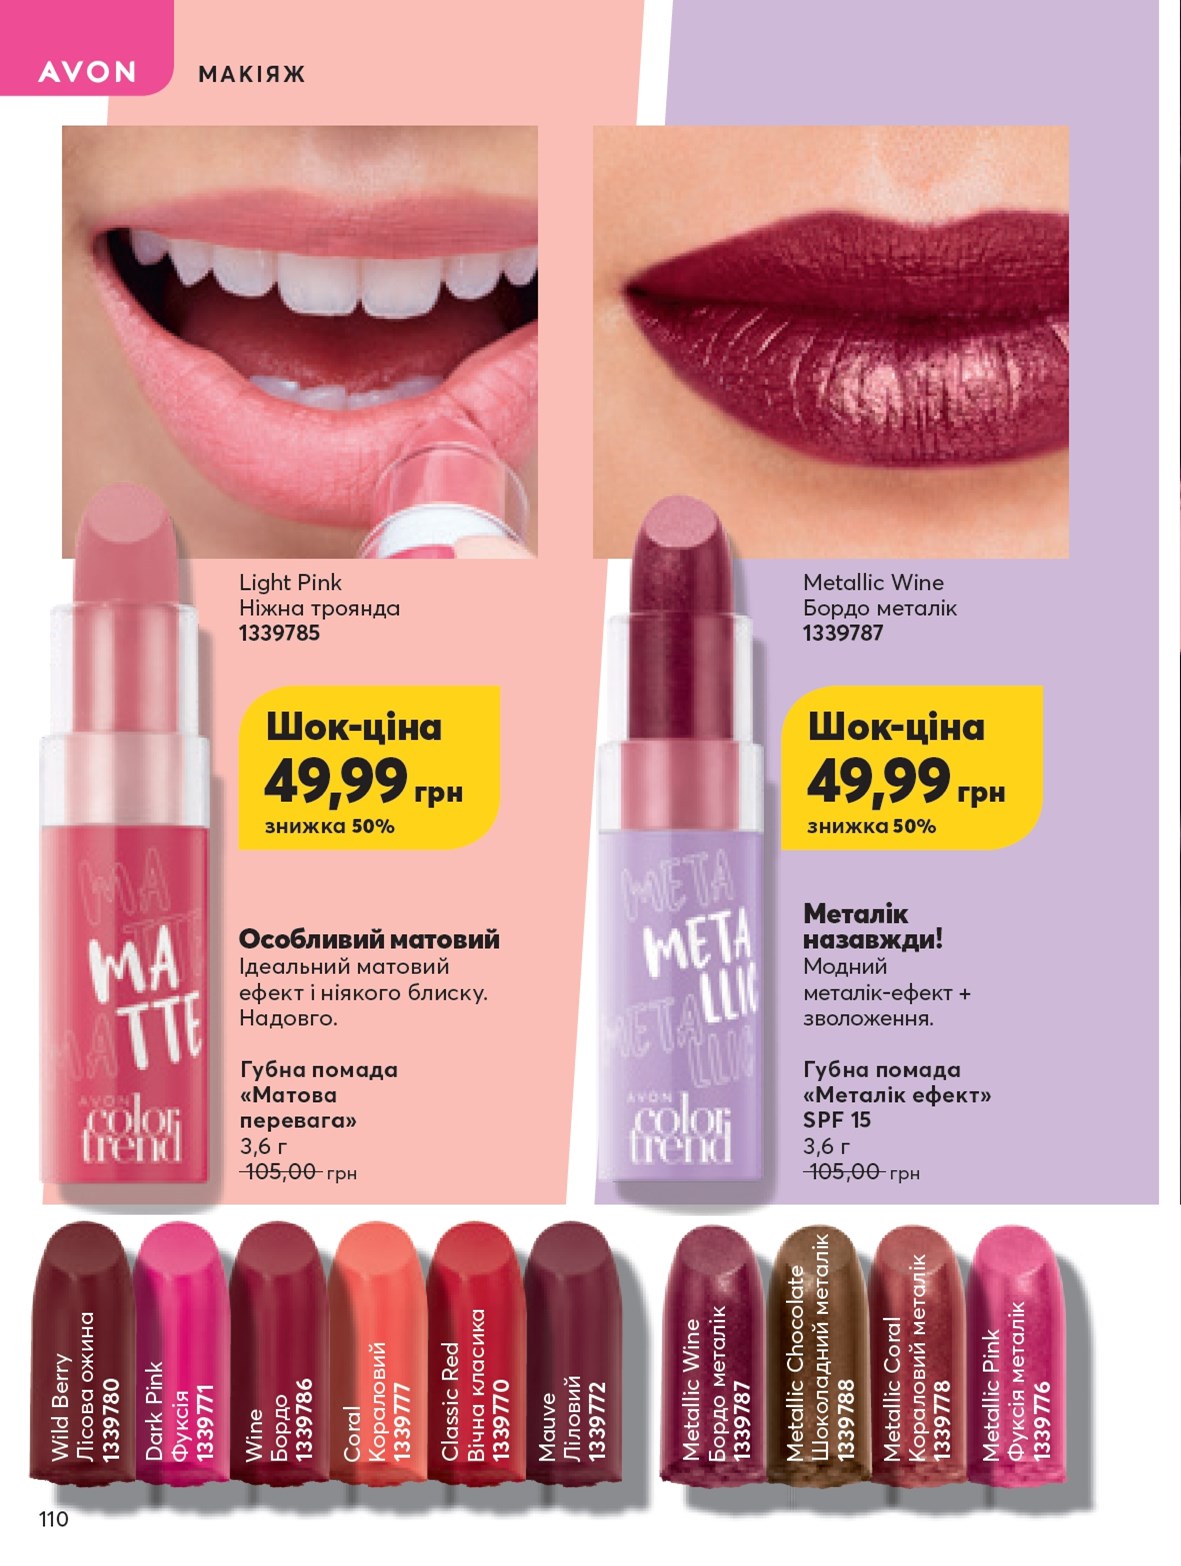 AVON
МАКІЯЖ
Light Pink
Ніжна троянда
1339785
Шок-ціна
49,99 грн
знижка 50%
Особливий матовий
Ідеальний матовий
ефект і ніякого блиску.
Надовго.
Губна помада
«Матова
перевага»
3,6 г
105,00 грн
MA
TTE
MA
TTE
MA
AVON
color
trend
Metallic Wine
Бордо металік
1339787
Шок-ціна
49,99 грн
знижка 50%
Металік
назавжди!
Модний
металік-ефект +
зволоження.
Губна помада
«Металік ефект»
SPF 15
3,6 г
105,00 грн
META
META
LLIC
META
LLIC
AVON
color
trend
Wild Berry
Лісова ожина
1339780
Dark Pink
Фуксія
1339771
Wine
Бордо
1339786
Coral
Кораловий
1339777
Classic Red
Вічна класика
1339770
Mauve
Ліловий
1339772
Metallic Wine
Бордо металік
1339787
Metallic Chocolate
Шоколадний металік
1339788
Metallic Coral
Кораловий металік
1339778
Metallic Pink
Фуксія металік
1339776
110